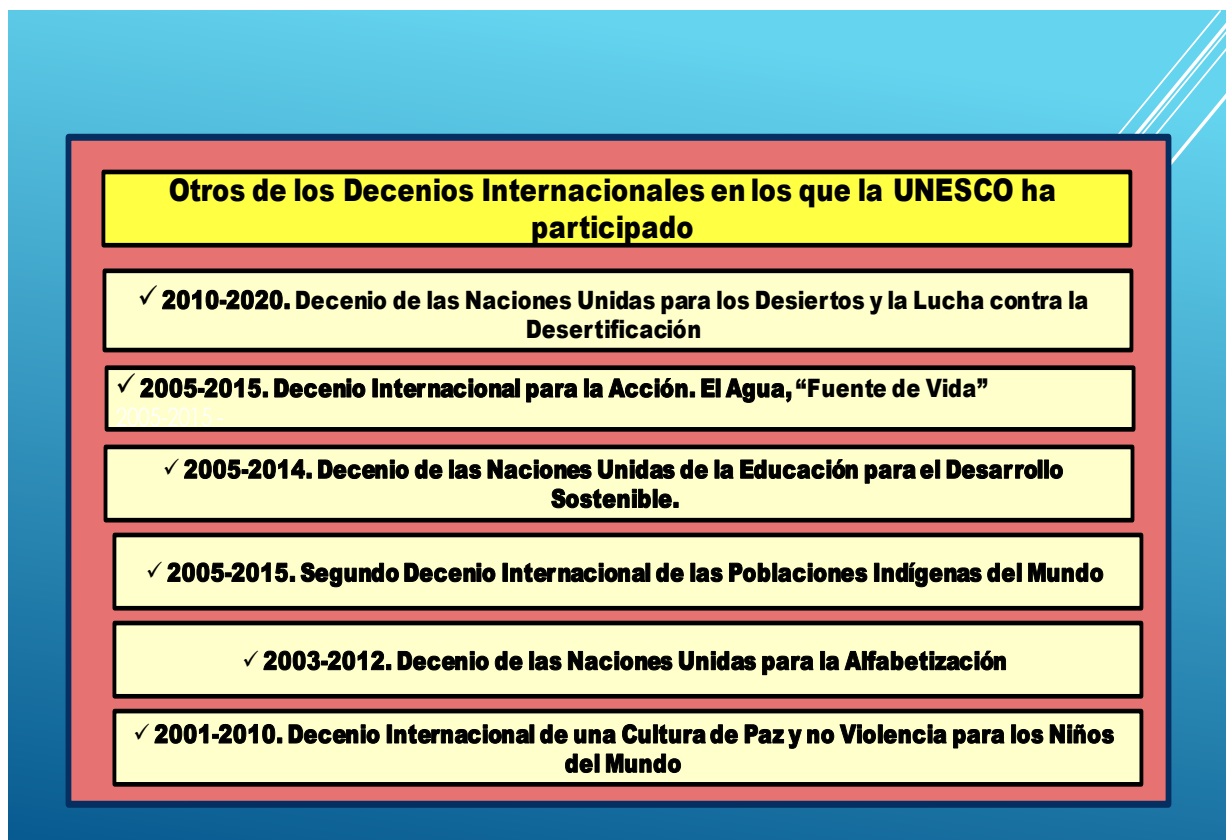 Otros de los Decenios Internacionales en los que la UNESCO ha
participado
✓ 2010-2020. Decenio de las Naciones Unidas para los Desiertos y la Lucha contra la
Desertificación
✓ 2005-2015. Decenio Internacional para la Acción. El Agua, “Fuente de Vida”
2005-2015.-
✓ 2005-2014. Decenio de las Naciones Unidas de la Educación para el Desarrollo
Sostenible.
✓ 2005-2015. Segundo Decenio Internacional de las Poblaciones Indígenas del Mundo
✓ 2003-2012. Decenio de las Naciones Unidas para la Alfabetización
✓ 2001-2010. Decenio Internacional de una Cultura de Paz y no Violencia para los Niños
del Mundo